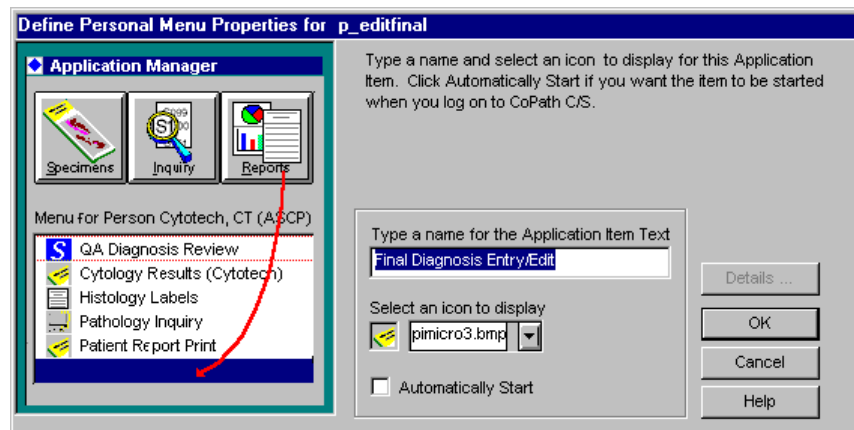 Define Personal Menu Properties for p_editfinal
Application Manager
Specimens
Inquiry
Reports
Menu for Person Cytotech, CT (ASCP)
QA Diagnosis Review
Cytology Results (Cytotech)
Histology Labels
Pathology Inquiry
Patient Report Print
Type a name and select an icon to display for this Application
Item. Click Automatically Start if you want the item to be started
when you log on to CoPath C/S.
Type a name for the Application Item Text
Final Diagnosis Entry/Edit
Select an icon to display
pimicro3.bmp
Automatically Start
Details ...
OK
Cancel
Help